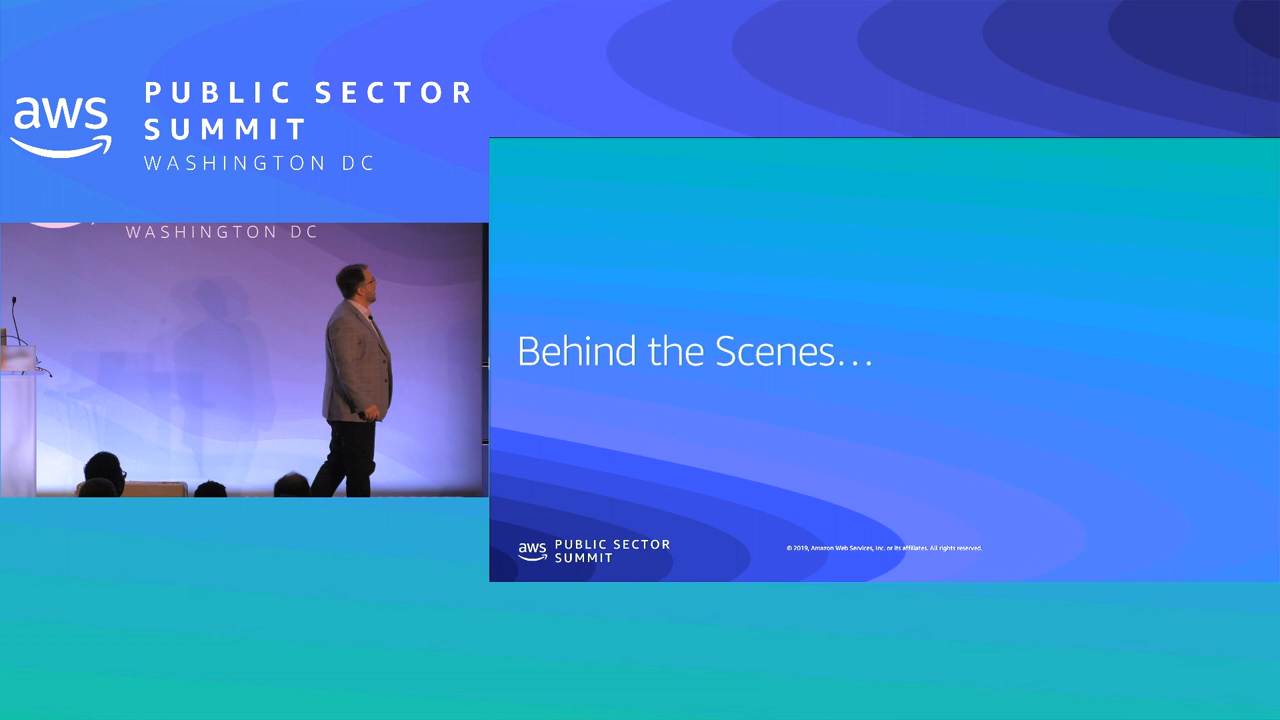 aws
PUBLIC SECTOR
SUMMIT
WASHINGTON DC
WASHINGTON DC
Behind the Scenes...
aws
PUBLIC SECTOR
SUMMIT
© 2019, Amazon Web Services, Inc. or its affiliates. All rights reserved.